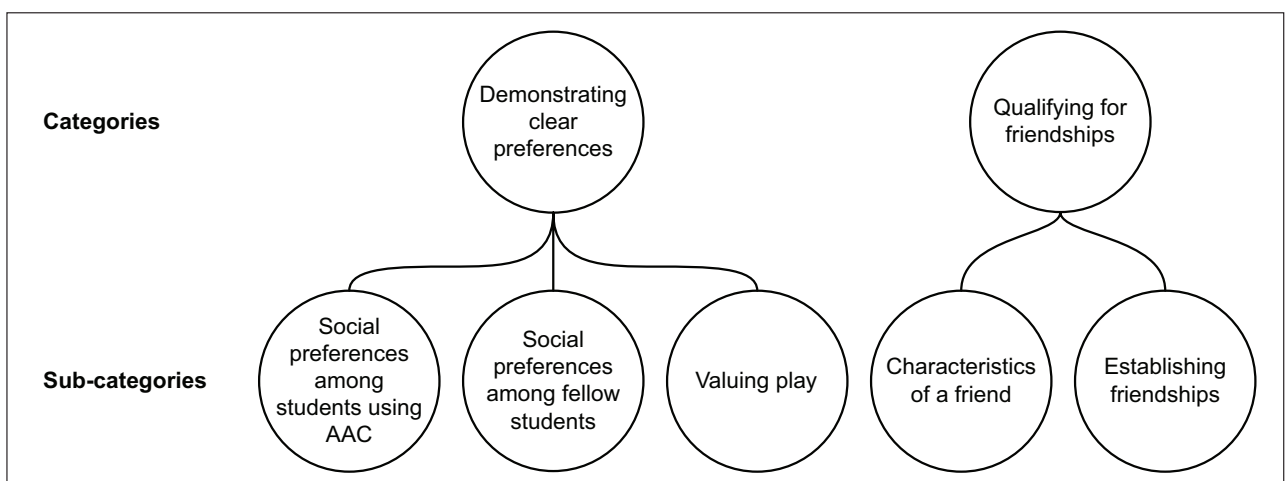 Categories
Demonstrating
clear
preferences
Qualifying for
friendships
Sub-categories
Social
preferences
among
students using
AAC
Social
preferences
among fellow
students
Valuing play
Characteristics
of a friend
Establishing
friendships